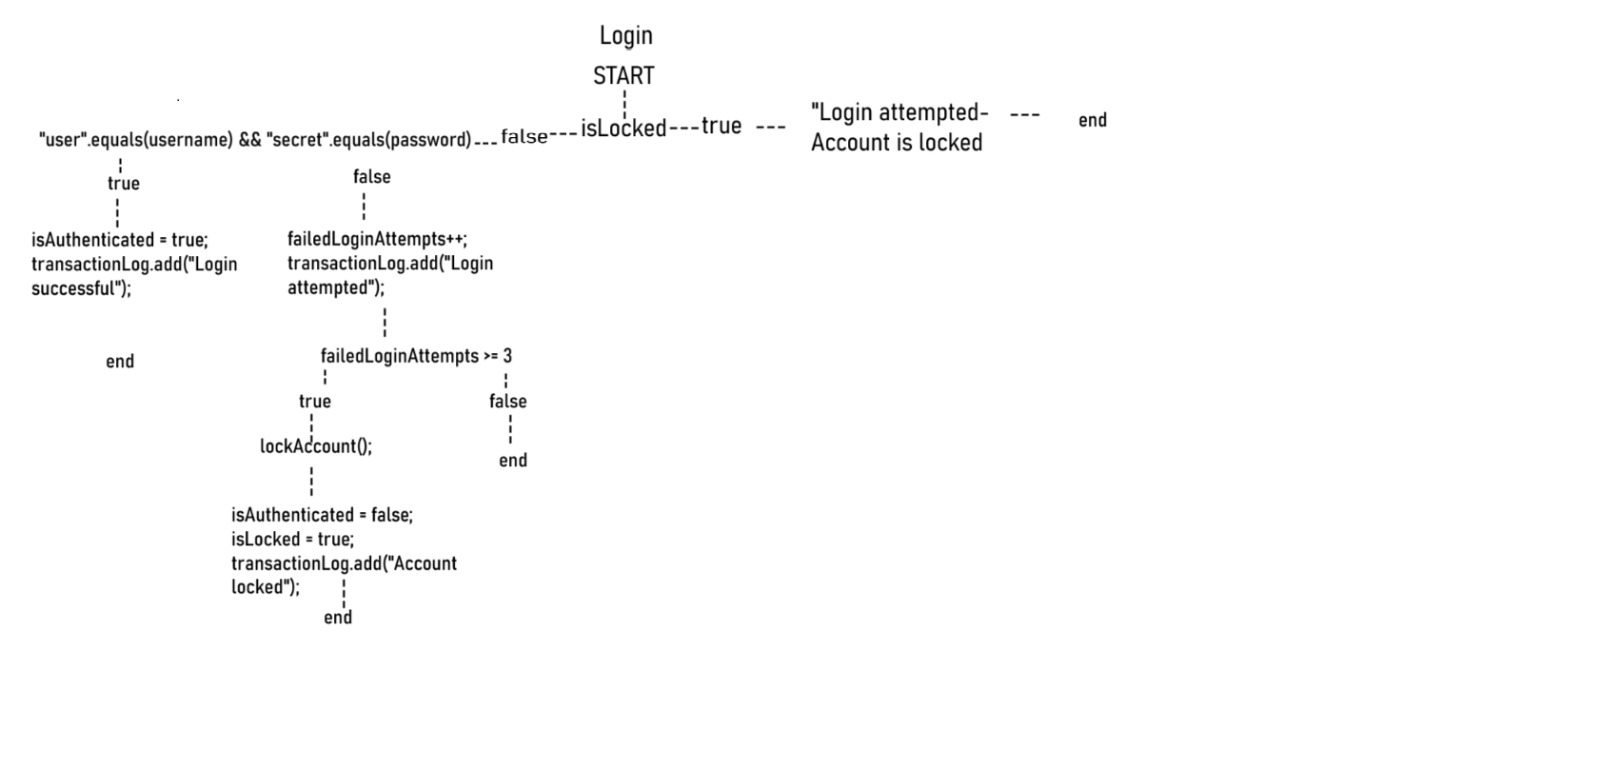 Login
START
"user".equals(username) && "secret".equals(password)---false---isLocked---true ---
"Login attempted-
Account is locked
--- end
true
false
isAuthenticated = true;
transactionLog.add("Login
successful");
failedLoginAttempts++;
transactionLog.add("Login
attempted");
end
failedLoginAttempts >= 3
true
false
lockAccount();
end
isAuthenticated = false;
isLocked = true;
transactionLog.add("Account
locked");
end